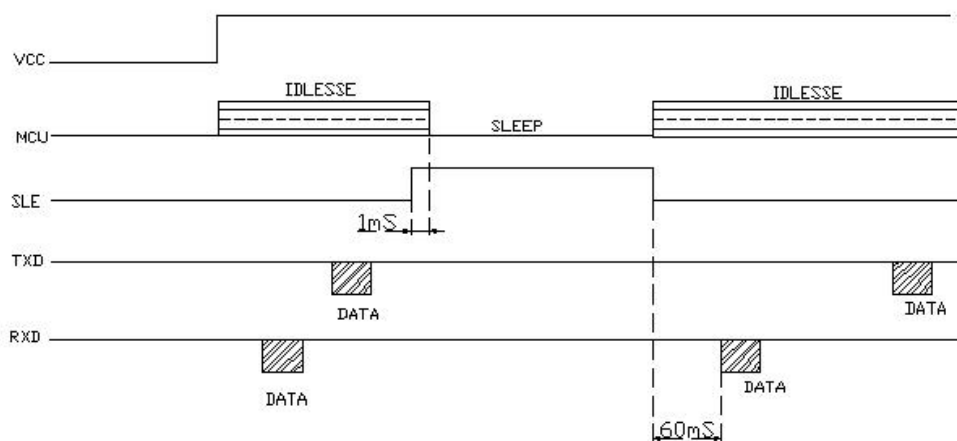 VCC
IDLESSE
IDLESSE
MCU
SLEEP
SLE
1mS
TXD
DATA
DATA
RXD
DATA
DATA
60mS